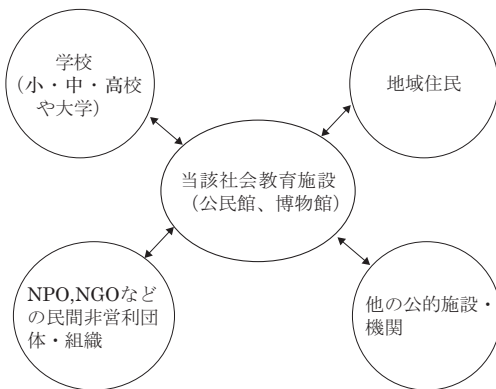 学校
(小・中・高校
や大学)
地域住民
当該社会教育施設
(公民館、博物館)
NPO,NGOなど
の民間非営利団
体・組織
他の公的施設・
機関